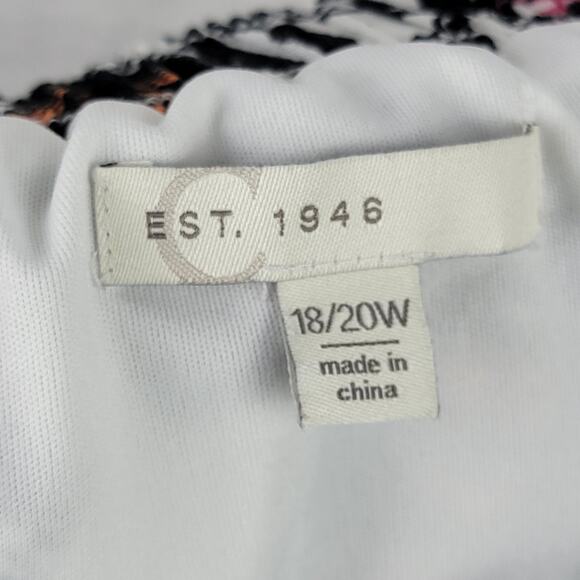 C
EST. 1946
18/20W
made in
china